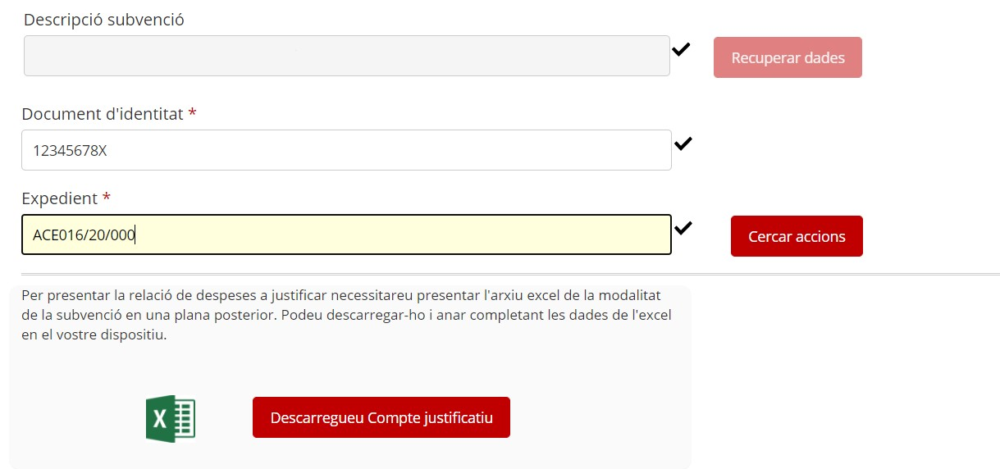 Descripció subvenció
Recuperar dades
Document d'identitat *
12345678X
Expedient *
ACE016/20/000
Cercar accions
Per presentar la relació de despeses a justificar necessitareu presentar l'arxiu excel de la modalitat
de la subvenció en una plana posterior. Podeu descarregar-ho i anar completant les dades de l'excel
en el vostre dispositiu.
X
Descarregueu Compte justificatiu